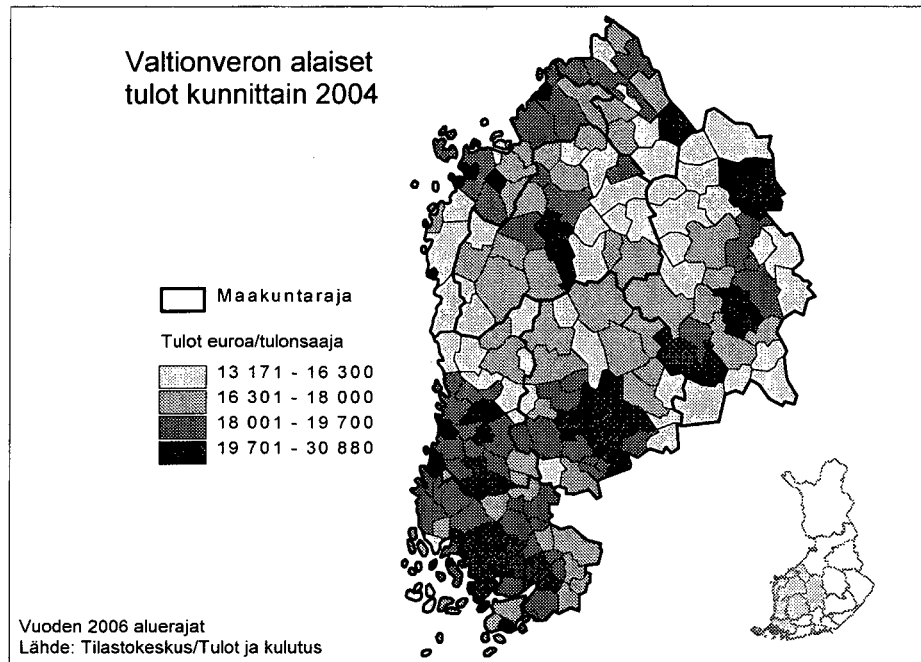 Valtionveron alaiset
tulot kunnittain 2004
Maakuntaraja
Tulot euroa/tulonsaaja
13 171 - 16 300
16 301 - 18 000
18 001 - 19 700
19 701 - 30 880
Vuoden 2006 aluerajat
Lähde: Tilastokeskus/Tulot ja kulutus